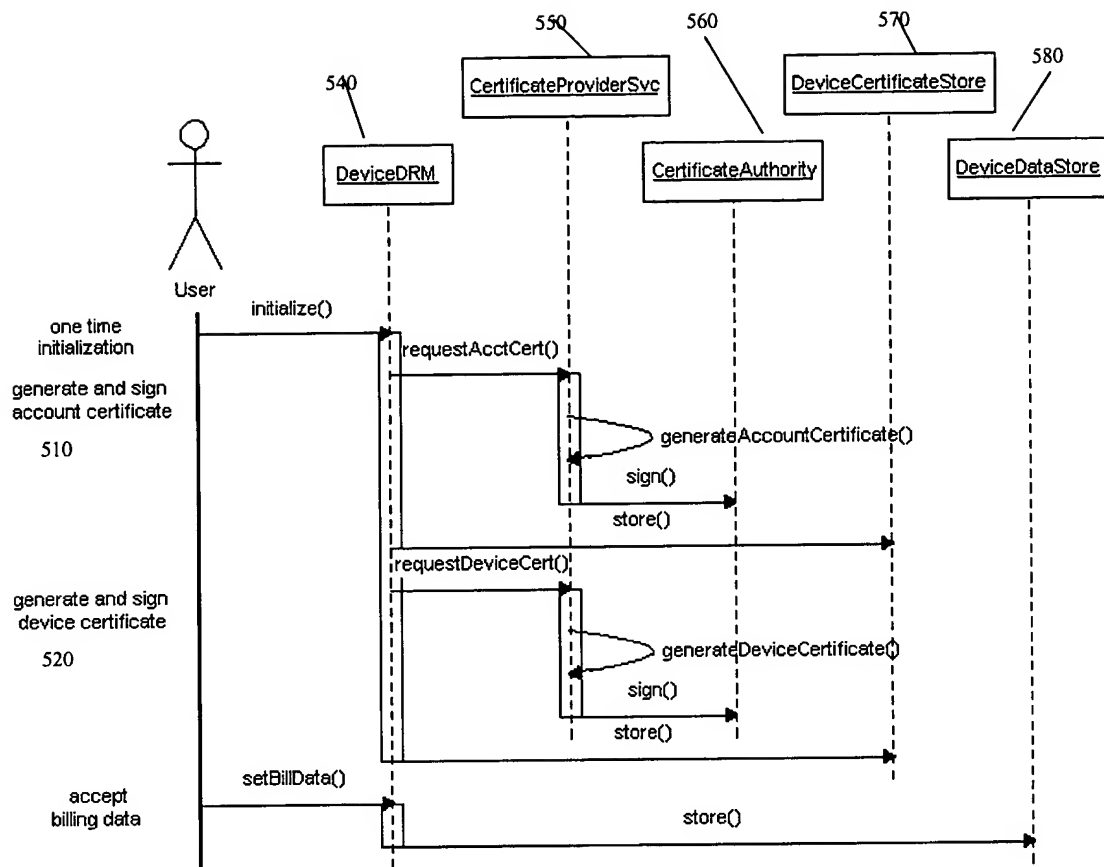 550
560
570
580
540
CertificateProviderSvc
DeviceCertificateStore
DeviceDRM
CertificateAuthority
DeviceDataStore
User
initialize()
one time
initialization
requestAcctCert()
generate and sign
account certificate
510
generateAccountCertificate()
sign()
store()
requestDeviceCert()
generate and sign
device certificate
520
generateDeviceCertificate()
sign()
store()
setBillData()
accept
billing data
store()